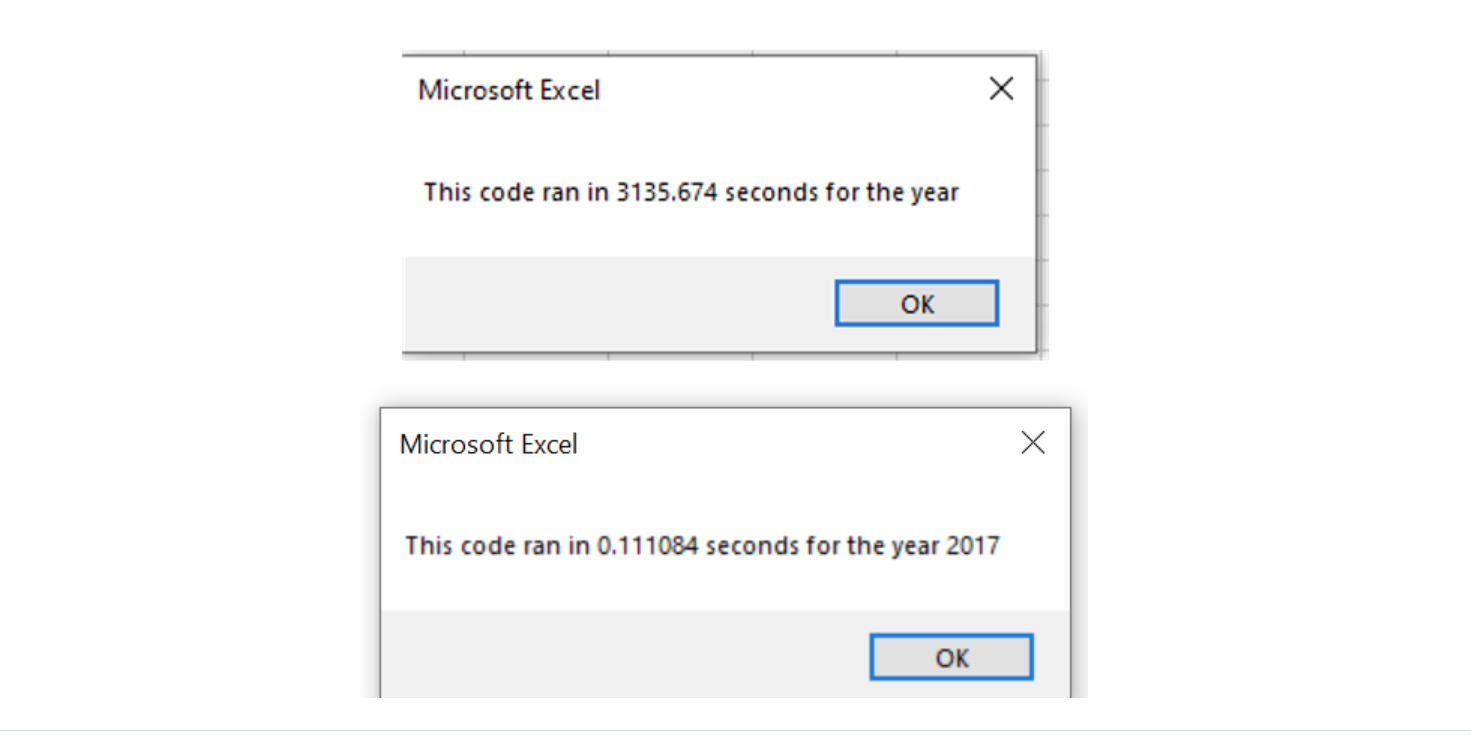 Microsoft Excel
This code ran in 3135.674 seconds for the year
OK
Microsoft Excel
This code ran in 0.111084 seconds for the year 2017
OK